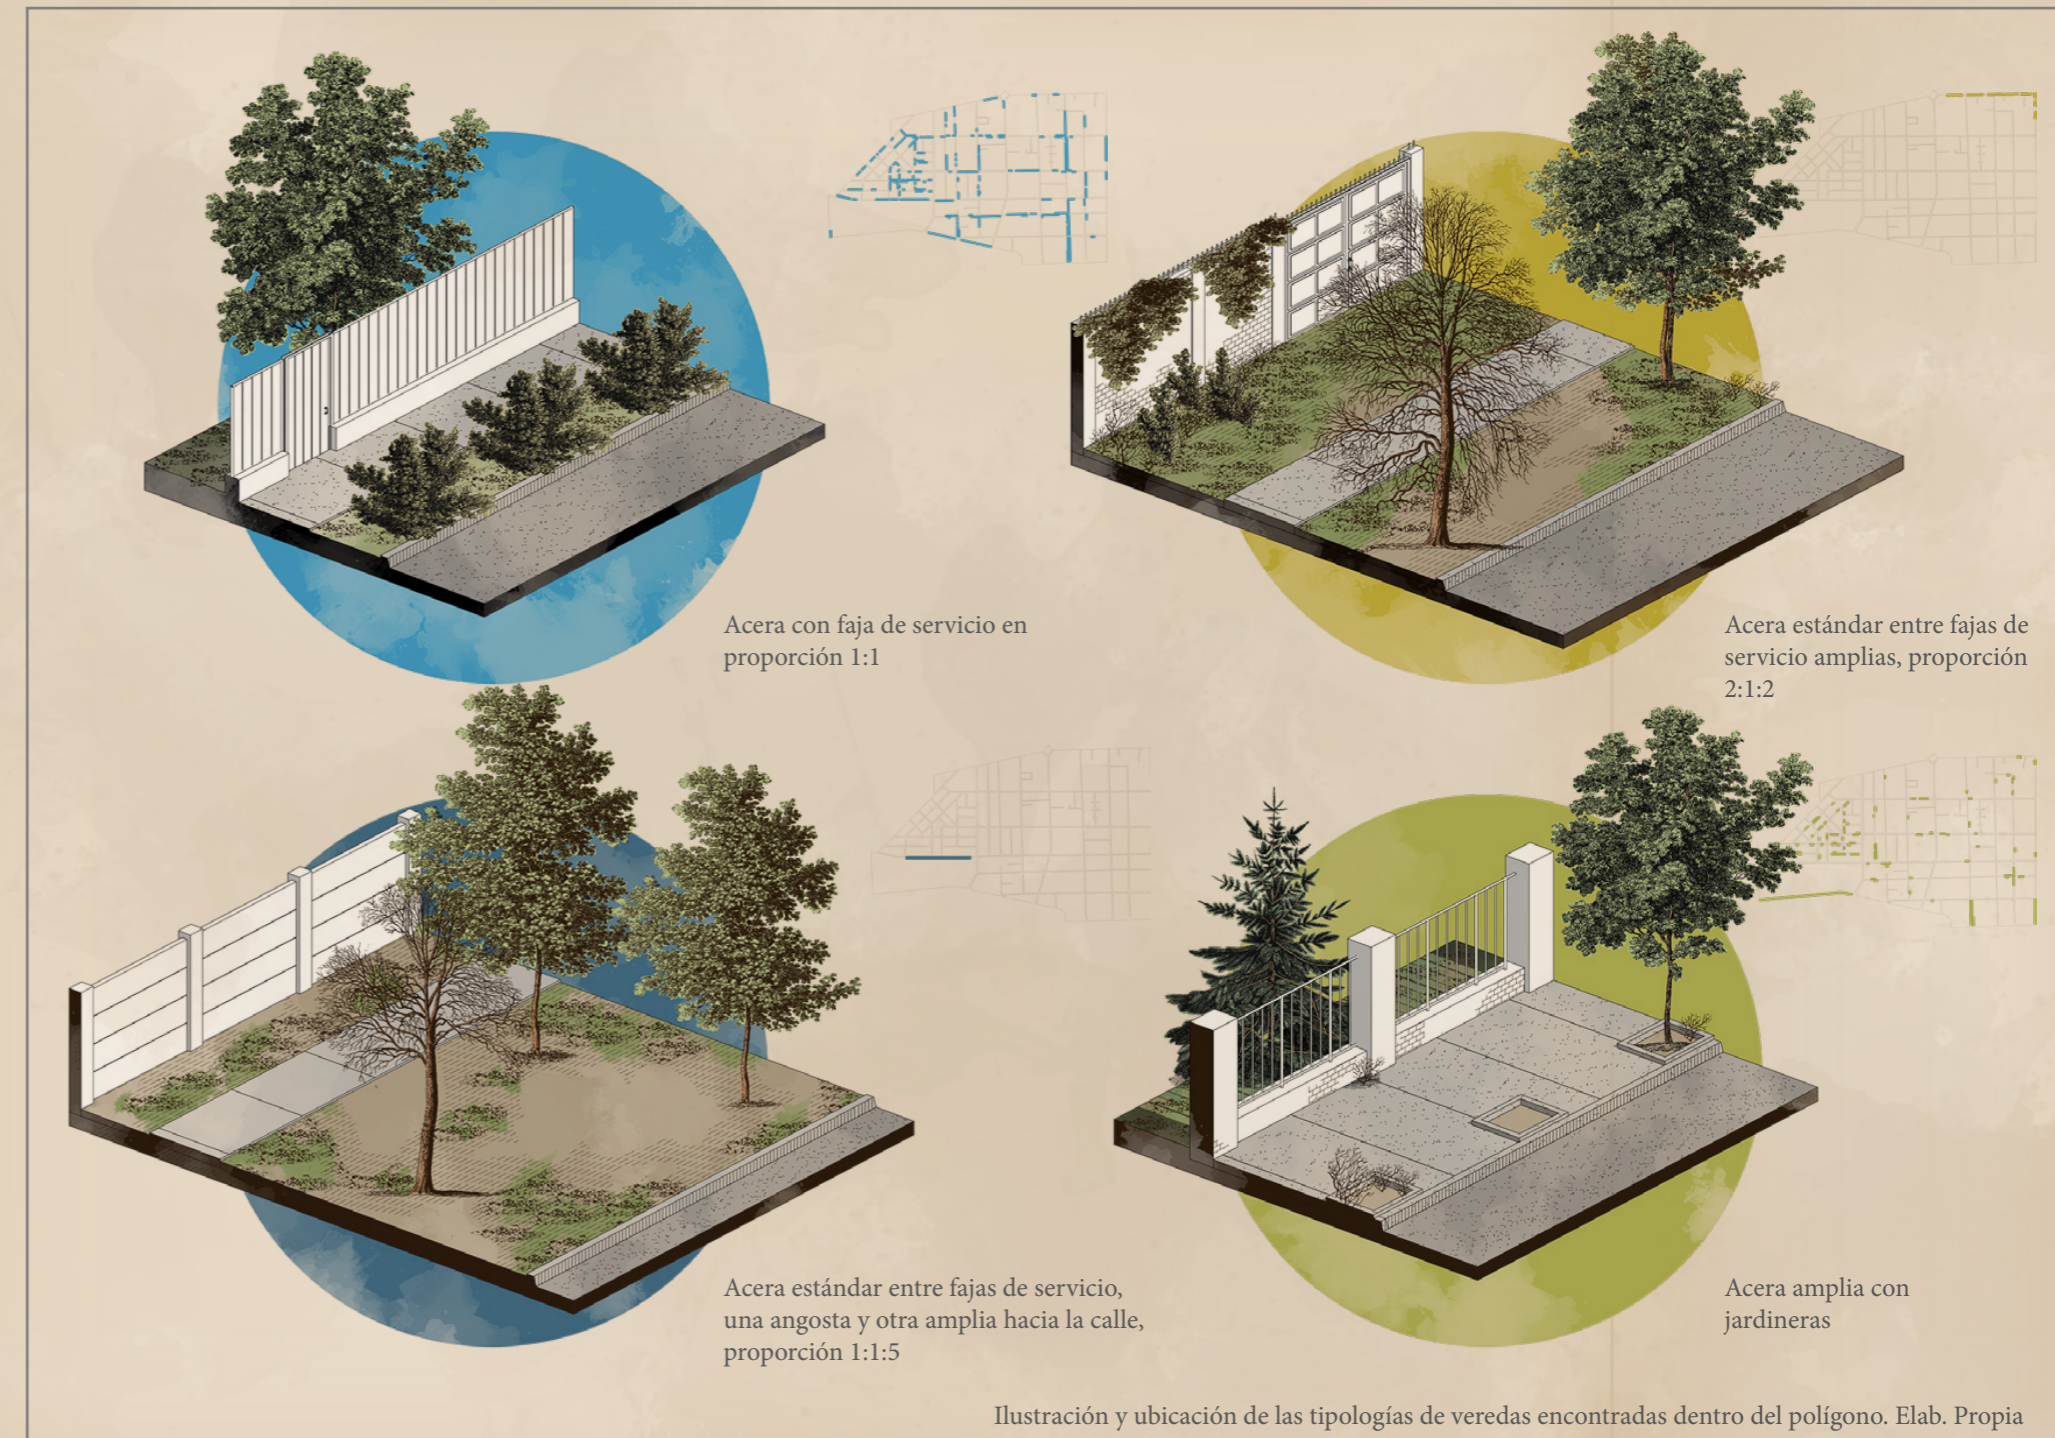 Acera con faja de servicio en
proporción 1:1
Acera estándar entre fajas de
servicio amplias, proporción
2:1:2
Acera estándar entre fajas de servicio,
una angosta y otra amplia hacia la calle,
proporción 1:1:5
Acera amplia con
jardineras
Ilustración y ubicación de las tipologías de veredas encontradas dentro del polígono. Elab. Propia